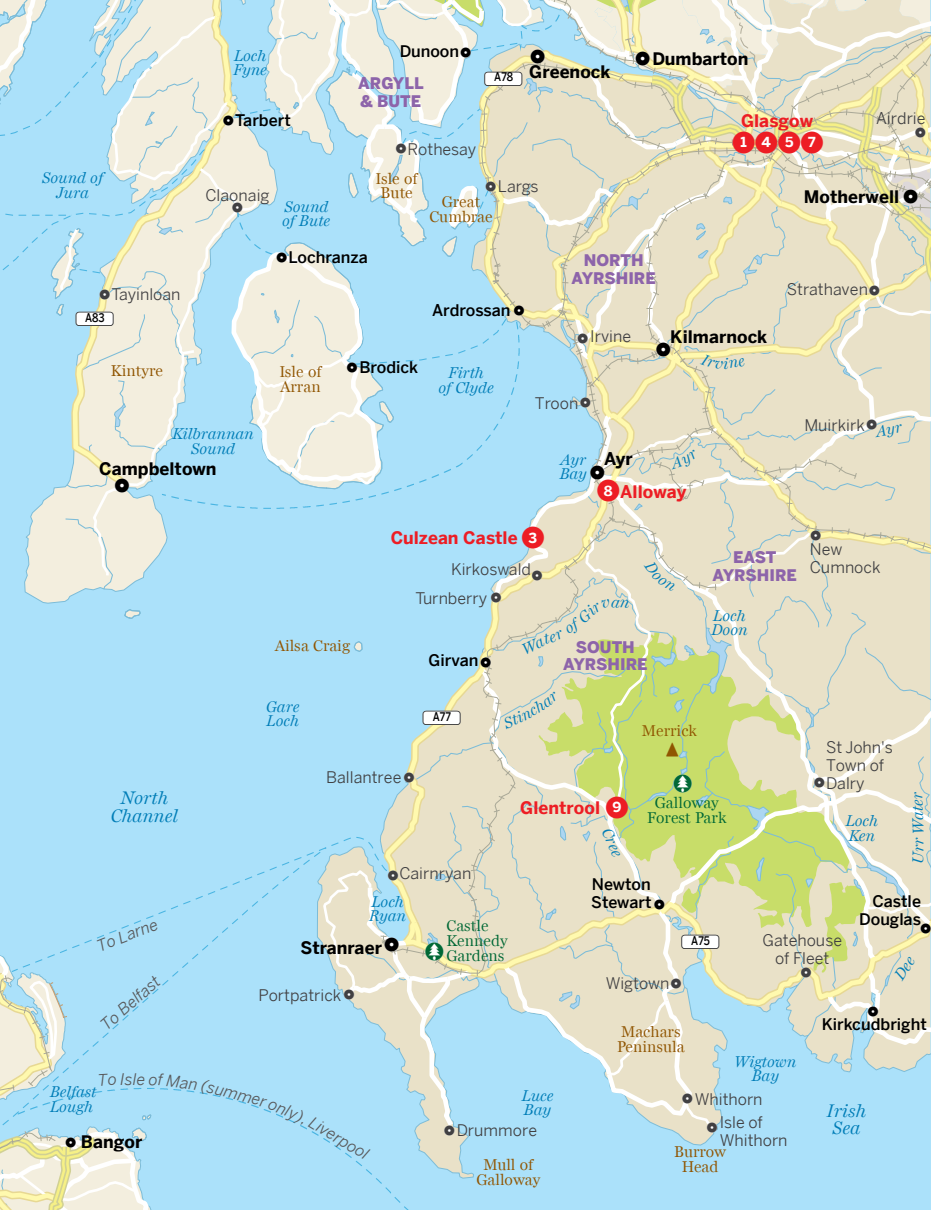 Loch
Fyne
Dunoon
ARGYLL
& BUTE
A78
Greenock
Dumbarton
Tarbert
Glasgow
1 4 5 7
Airdrie
Rothesay
Sound of
Jura
Isle of
Bute
Largs
Claonaig
Great
Cumbrae
Motherwell
Sound
of Bute
Lochranza
NORTH
AYRSHIRE
Tayinloan
Strathaven
A83
Ardrossan
Irvine
Kilmarnock
Irvine
Kintyre
Isle of
Arran
Brodick
Firth
of Clyde
Troon
Muirkirk
Ayr
Kilbrannan
Sound
Campbeltown
Ayr
Bay
Ayr
Ayr
8 Alloway
Culzean Castle 3
New
Cumnock
EAST
AYRSHIRE
Kirkoswald
Doon
Turnberry
Water of Girvan
Loch
Doon
Ailsa Craig
Girvan
SOUTH
AYRSHIRE
Gare
Loch
A77
Stinchar
Merrick
St John's
Town of
Dalry
Ballantree
North
Channel
Galloway
Forest Park
Glentrool 9
Cree
Loch
Ken
Urr Water
Cairnryan
Newton
Stewart
Loch
Ryan
Castle
Douglas
To Larne
Stranraer
Castle
Kennedy
Gardens
A75
Gatehouse
of Fleet
Dee
To Belfast
Portpatrick
Wigtown
Kirkcudbright
Machars
Peninsula
Wigtown
Bay
To Isle of Man (summer only), Liverpool
Belfast
Lough
Luce
Bay
Whithorn
Irish
Sea
Isle of
Whithorn
Bangor
Drummore
Burrow
Head
Mull of
Galloway